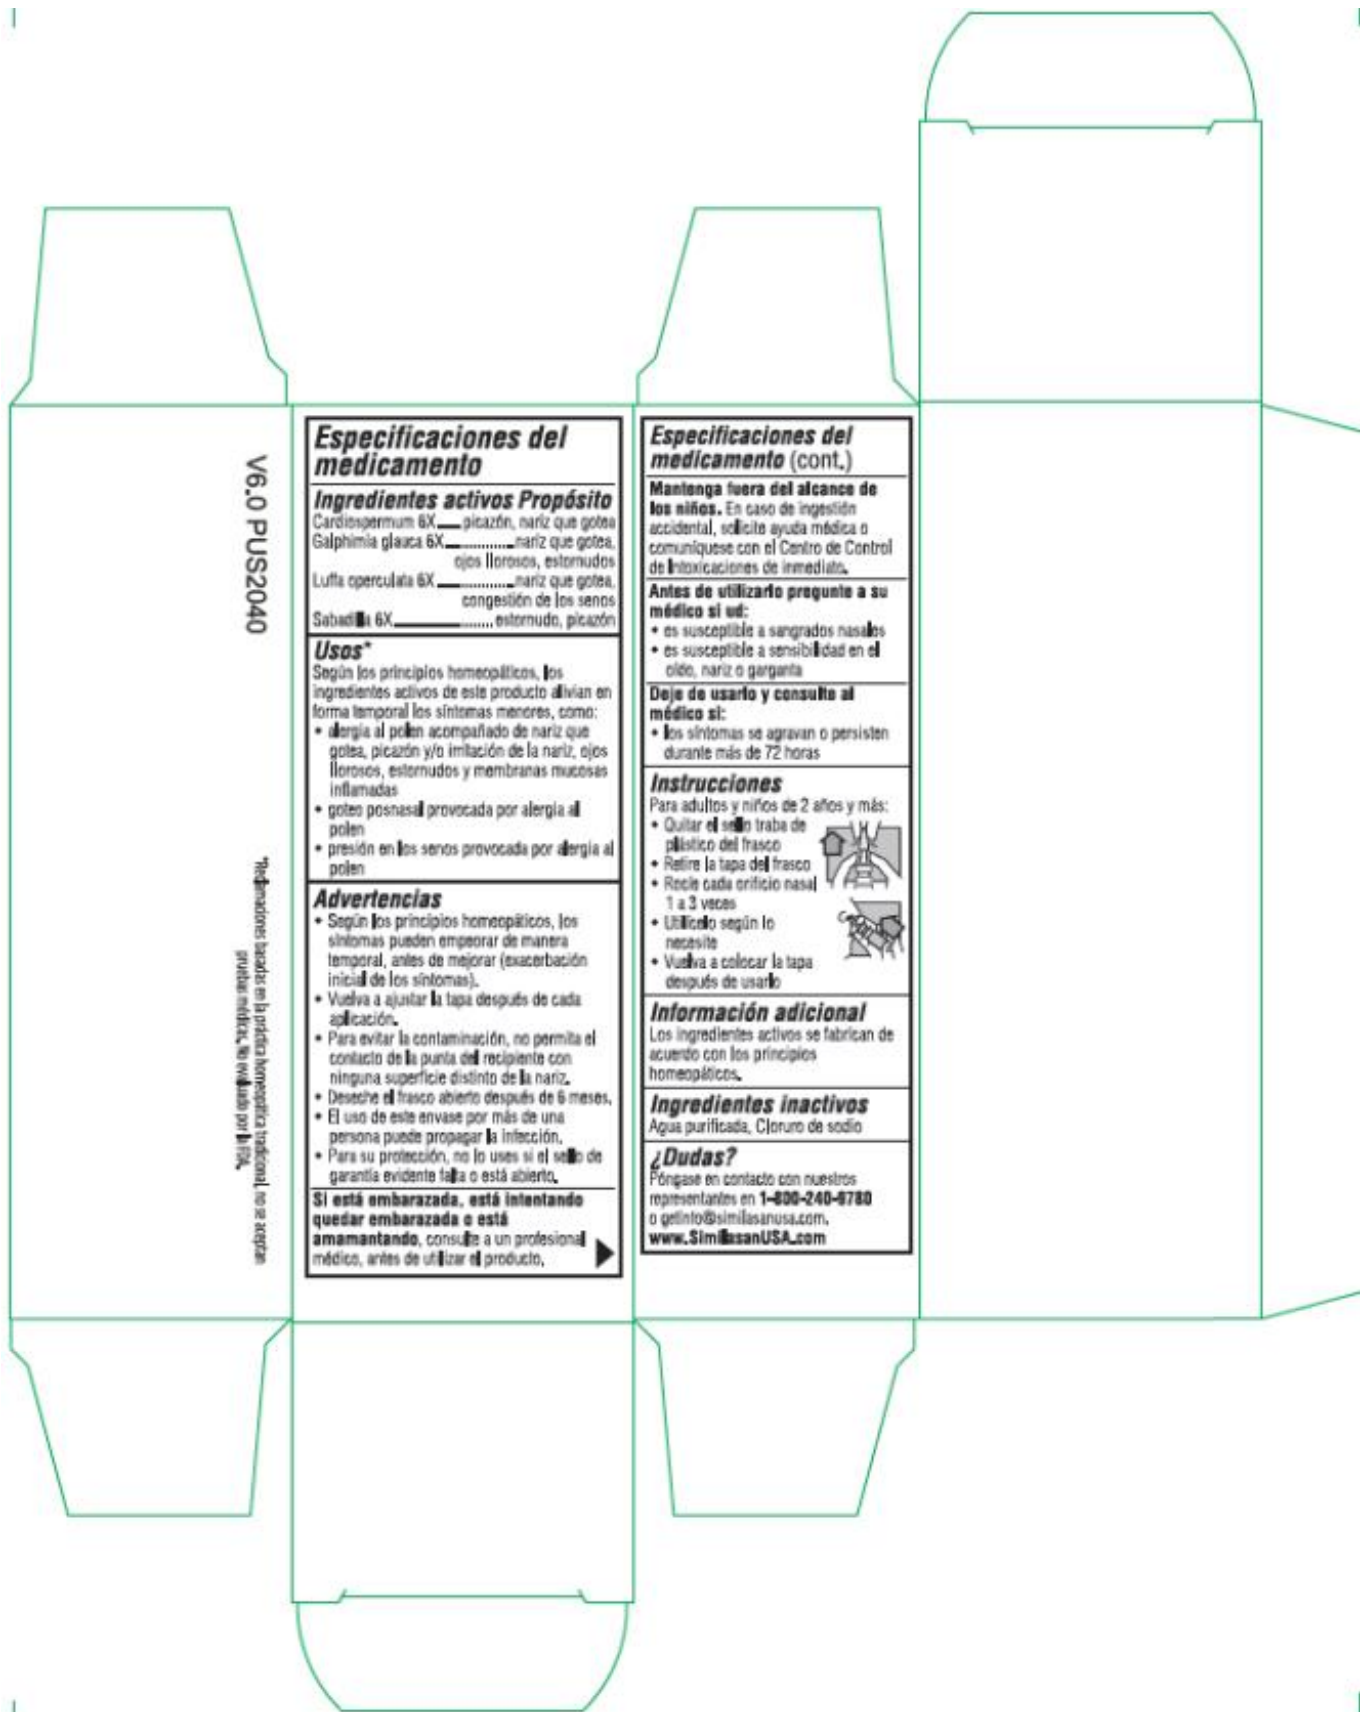 V6.0 PUS2040
*Reclamaciones basadas en la práctica homeopática tradicional, no se aceptan
pruebas médicas. No evaluado por la FDA.
Especificaciones del
medicamento
Ingredientes activos Propósito
Cardiospermum 6X picazón, nariz que gotea
Galphimia glauca 6X............nariz que gotea,
ojos llorosos, estornudos
Luffa operculata 6X............nariz que gotea,
congestión de los senos
Sabadilla 6X............estornudo, picazón
Usos*
Según los principios homeopáticos, los
ingredientes activos de este producto alivian en
forma temporal los síntomas menores, como:
• alergia al polen acompañado de nariz que
gotea, picazón y/o irritación de la nariz, ojos
llorosos, estornudos y membranas mucosas
inflamadas
• goteo posnasal provocada por alergia al
polen
• presión en los senos provocada por alergia al
polen
Advertencias
• Según los principios homeopáticos, los
síntomas pueden empeorar de manera
temporal, antes de mejorar (exacerbación
inicial de los síntomas).
• Vuelva a ajustar la tapa después de cada
aplicación.
• Para evitar la contaminación, no permita el
contacto de la punta del recipiente con
ninguna superficie distinto de la nariz.
• Deseche el frasco abierto después de 6 meses.
• El uso de este envase por más de una
persona puede propagar la infección.
• Para su protección, no lo uses si el sello de
garantía evidente falta o está abierto.
Si está embarazada, está intentando
quedar embarazada o está
amamantando, consulte a un profesional
médico, antes de utilizar el producto.
Especificaciones del
medicamento (cont.)
Mantenga fuera del alcance de
los niños. En caso de ingestión
accidental, solicite ayuda médica o
comuníquese con el Centro de Control
de Intoxicaciones de inmediato.
Antes de utilizarlo pregunte a su
médico si ud:
• es susceptible a sangrados nasales
• es susceptible a sensibilidad en el
oído, nariz o garganta
Deje de usarlo y consulte al
médico si:
• los síntomas se agravan o persisten
durante más de 72 horas
Instrucciones
Para adultos y niños de 2 años y más:
• Quitar el sello traba de
plástico del frasco
• Retire la tapa del frasco
• Rocíe cada orificio nasal
1 a 3 veces
• Utilícelo según lo
necesite
• Vuelva a colocar la tapa
después de usarlo
Información adicional
Los ingredientes activos se fabrican de
acuerdo con los principios
homeopáticos.
Ingredientes inactivos
Agua purificada, Cloruro de sodio
¿Dudas?
Póngase en contacto con nuestros
representantes en 1-800-240-9780
o getinfo@similasanusa.com.
www.SimilasanUSA.com